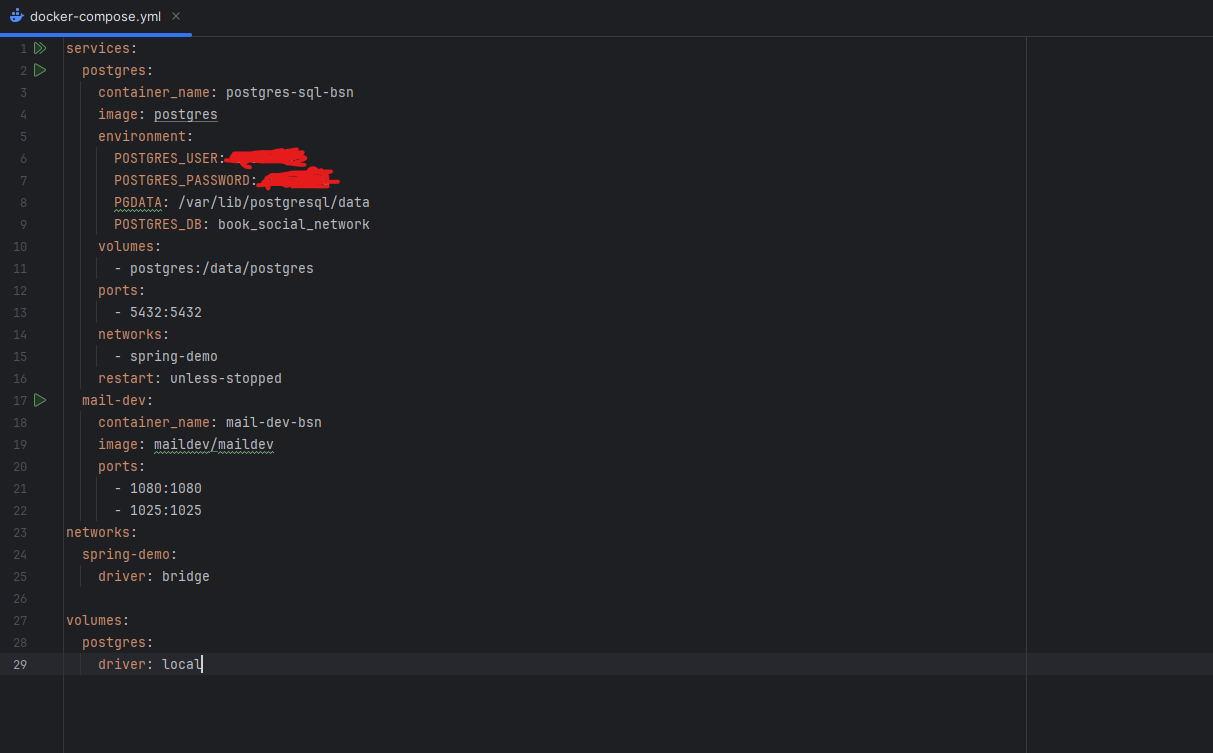 docker-compose.yml
1 services:
2 postgres:
3 container_name: postgres-sql-bsn
4 image: postgres
5 environment:
6 POSTGRES_USER:
7 POSTGRES_PASSWORD:
8 PGDATA: /var/lib/postgresql/data
9 POSTGRES_DB: book_social_network
10 volumes:
11 - postgres:/data/postgres
12 ports:
13 - 5432:5432
14 networks:
15 - spring-demo
16 restart: unless-stopped
17 mail-dev:
18 container_name: mail-dev-bsn
19 image: maildev/maildev
20 ports:
21 - 1080:1080
22 - 1025:1025
23 networks:
24 spring-demo:
25 driver: bridge
26
27 volumes:
28 postgres:
29 driver: local